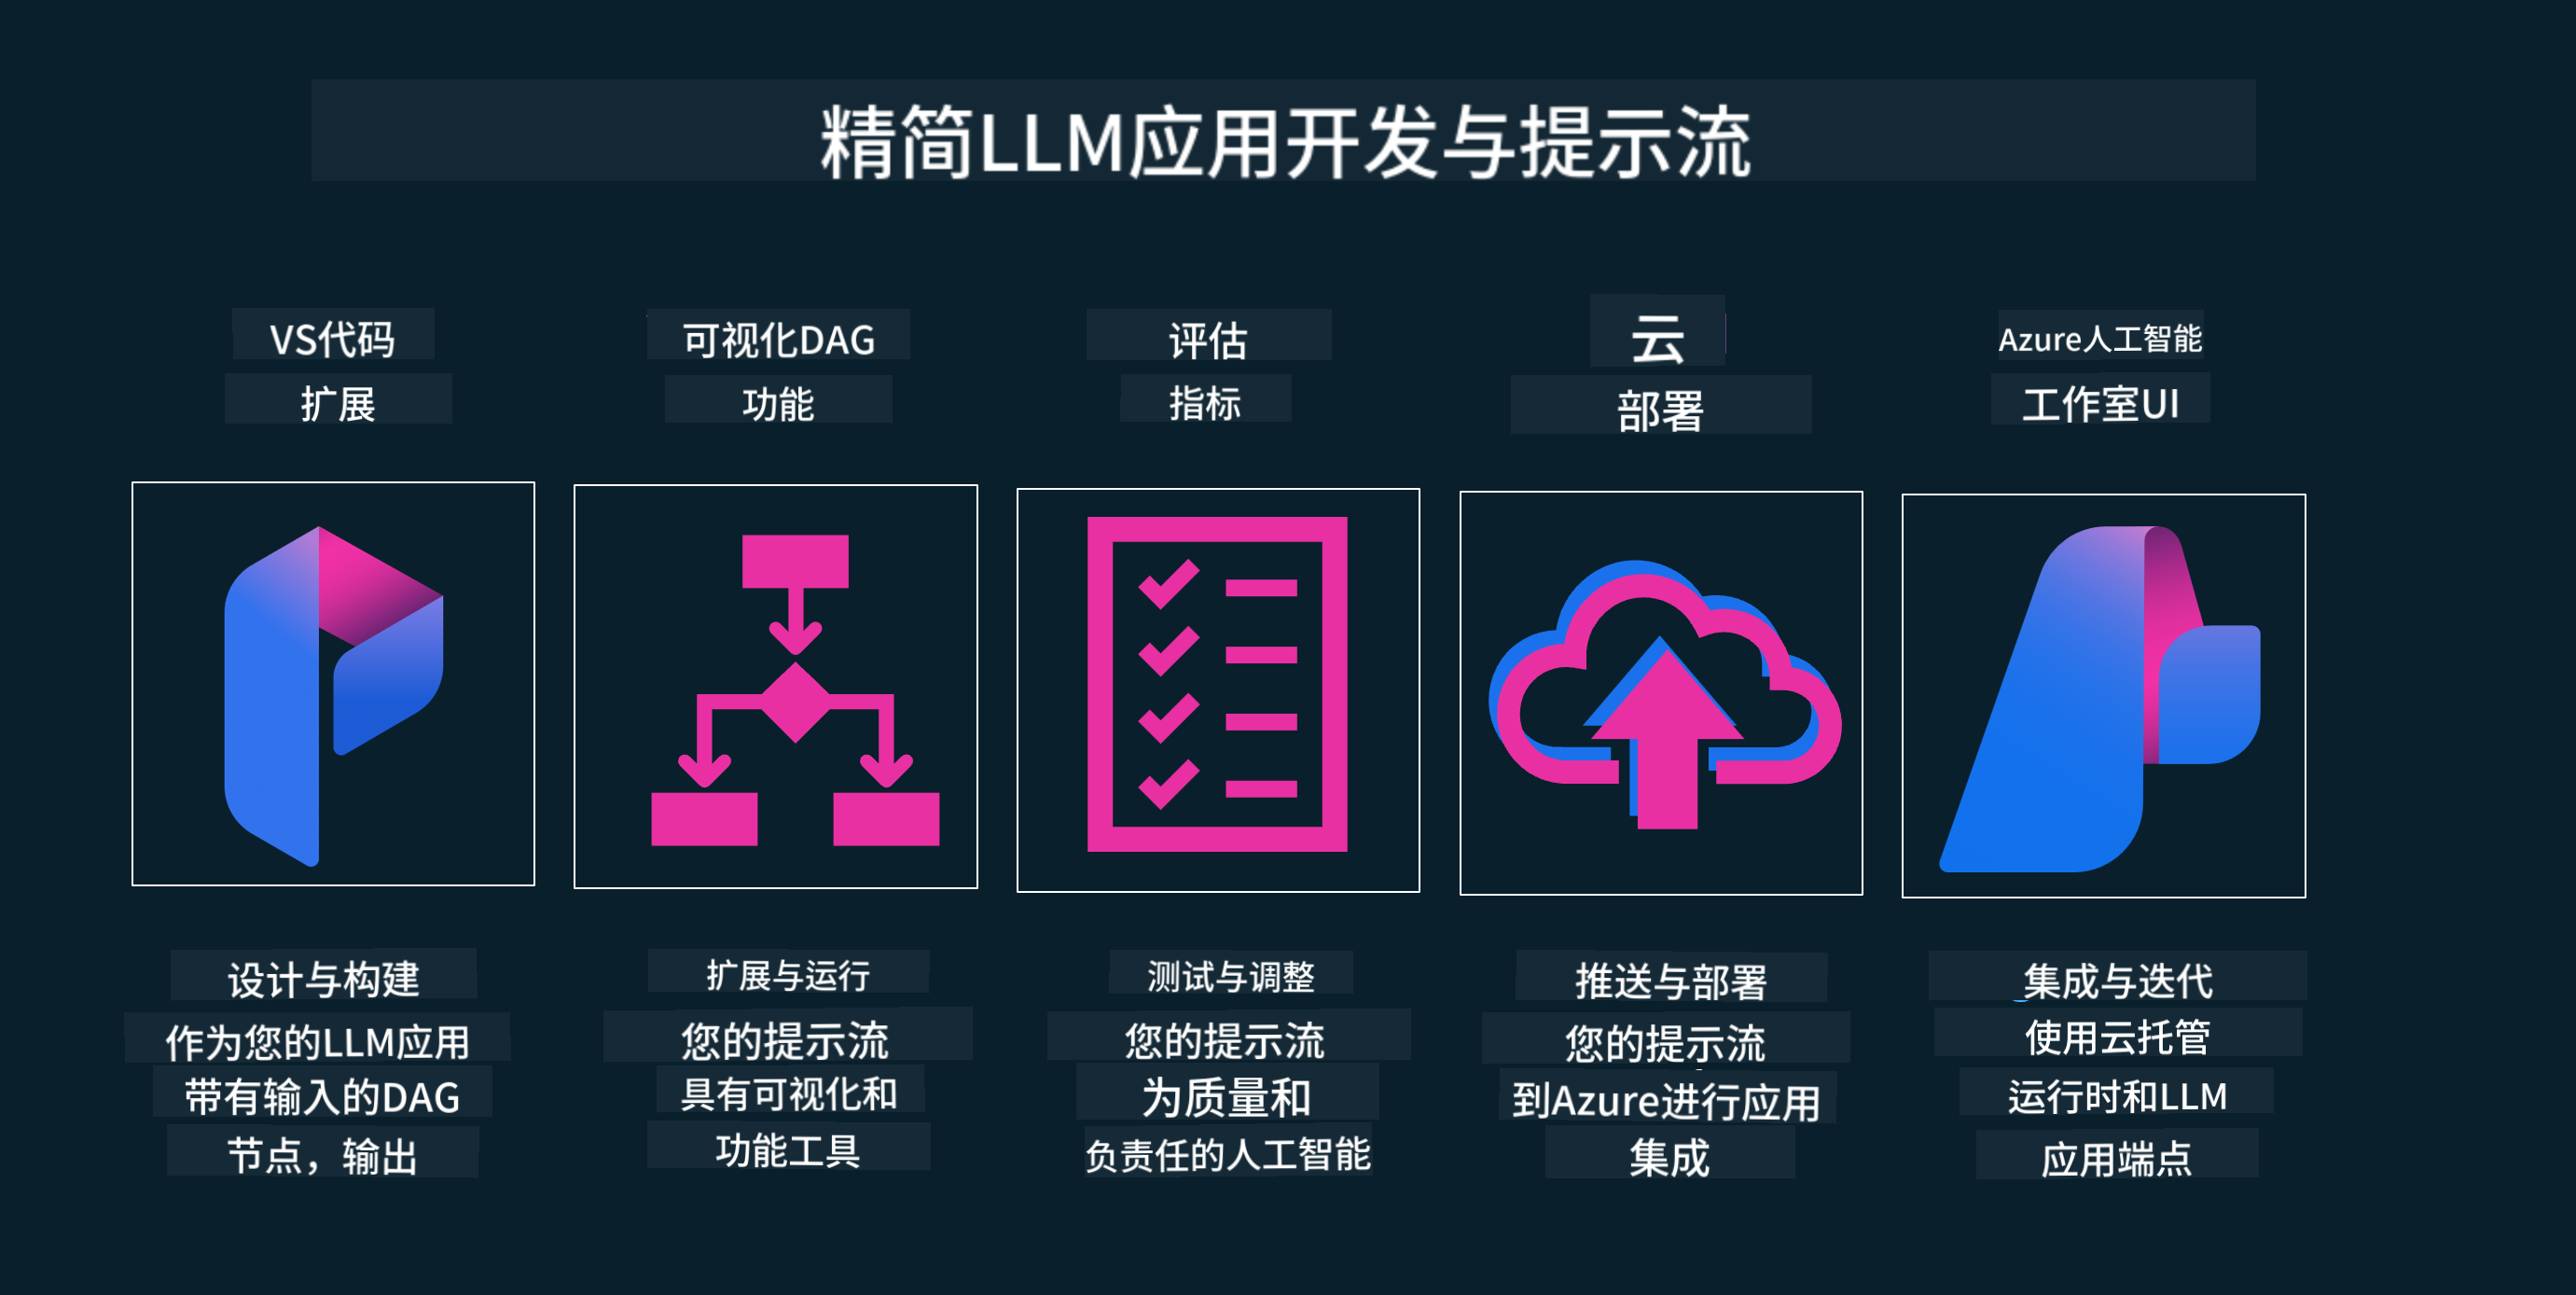 精简LLM应用开发与提示流
VS代码
扩展
可视化DAG
功能
评估
指标
云
部署
Azure人工智能
工作室UI
设计与构建
作为您的LLM应用
带有输入的DAG
节点，输出
扩展与运行
您的提示流
具有可视化和
功能工具
测试与调整
您的提示流
为质量和
负责任的人工智能
推送与部署
您的提示流
到Azure进行应用
集成
集成与迭代
使用云托管
运行时和LLM
应用端点